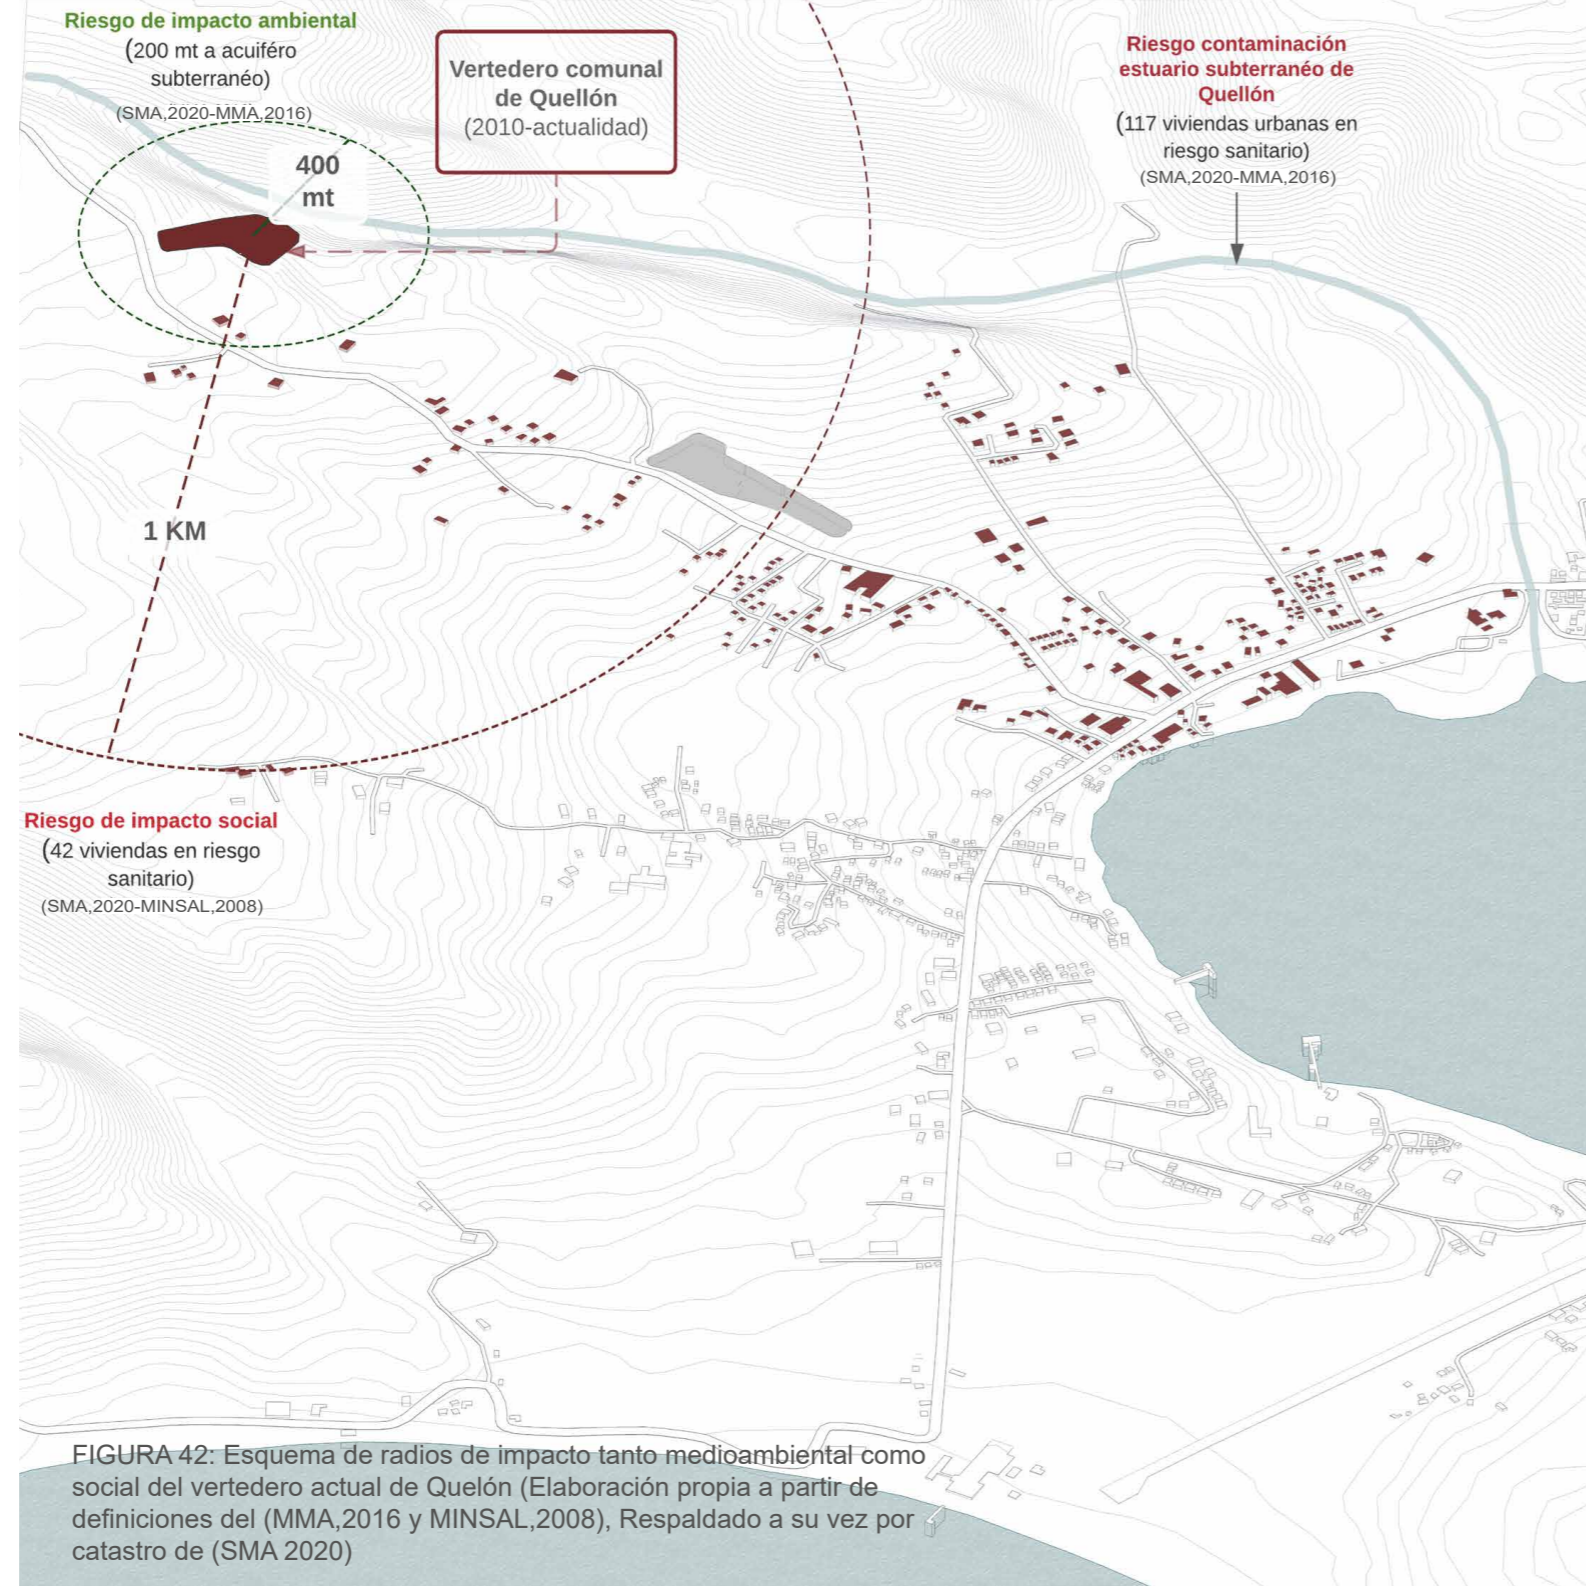 Riesgo de impacto ambiental
(200 mt a acuiféro
subterranéo)
(SMA,2020-MMA,2016)
400
mt
Vertedero comunal
de Quellón
(2010-actualidad)
Riesgo contaminación
estuario subterranéo de
Quellón
(117 viviendas urbanas en
riesgo sanitario)
(SMA,2020-MMA,2016)
1 KM
Riesgo de impacto social
(42 viviendas en riesgo
sanitario)
(SMA,2020-MINSAL,2008)
FIGURA 42: Esquema de radios de impacto tanto medioambiental como
social del vertedero actual de Quelón (Elaboración propia a partir de
definiciones del (MMA,2016 y MINSAL,2008), Respaldado a su vez por
catastro de (SMA 2020)